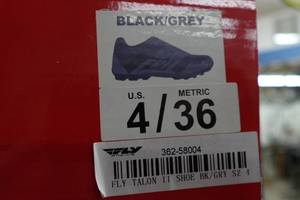 BLACK/GREY
U.S. METRIC
4/36
FLY
362-58004
FLY TALON II SHOE BK/GRY SZ 4